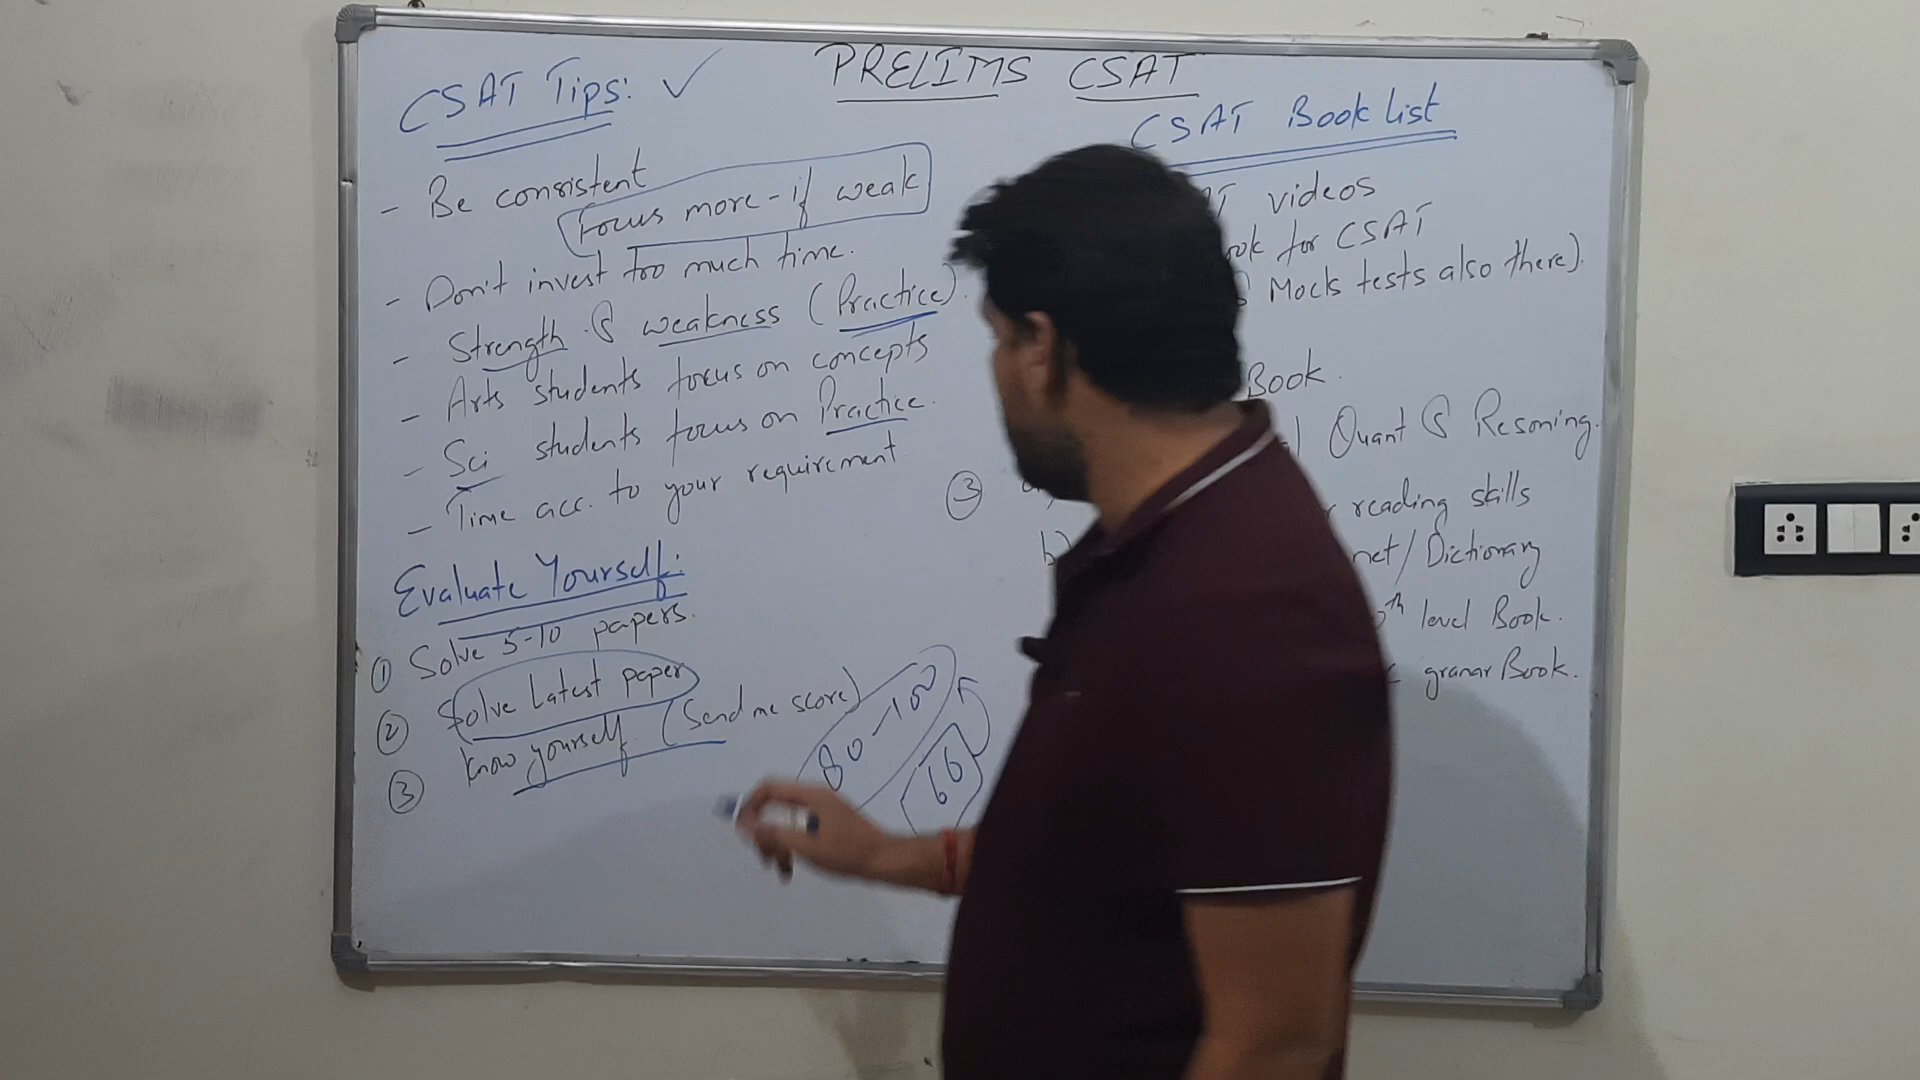 PRELIMS CSAT
CSAT Tips: ✓
- Be consistent
Focus more - if weak
- Don't invest too much time.
- Strength & weakness (Practice).
- Arts students focus on concepts
- Sci students focus on Practice.
- Time acc. to your requirement
Evaluate Yourself:
① Solve 5-10 papers.
② Solve Latest paper
③ know yourself (Send me score)
80-100
66
CSAT Book list
videos
for CSAT
Mocks tests also there).
Book.
Quant & Resoning.
③
reading skills
b)
/ Dictionary
th level Book.
granar Book.